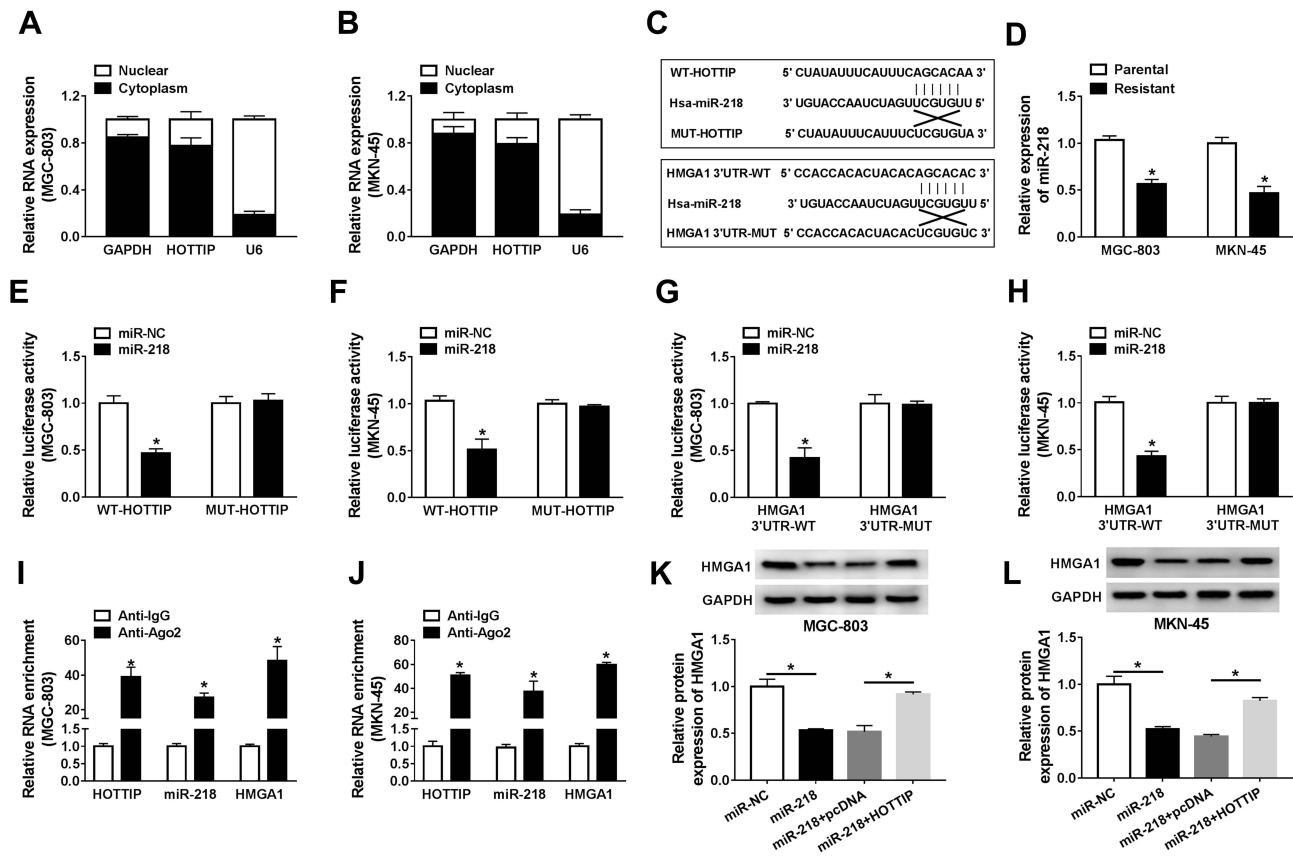 A
Nuclear
Cytoplasm
Relative RNA expression
(MGC-803)
1.2
0.8
0.4
0.0
GAPDH HOTTIP U6
B
Nuclear
Cytoplasm
Relative RNA expression
(MKN-45)
1.2
0.8
0.4
0.0
GAPDH HOTTIP U6
C
WT-HOTTIP 5' CUAUAUUUCAUUUCAGCACAA 3'
Hsa-miR-218 3' UGUACCAAUCUAGUUCGUGUU 5'
MUT-HOTTIP 5' CUAUAUUUCAUUUCUCGUGUA 3'
HMGA1 3'UTR-WT 5' CCACCACACUACACAGCACAC 3'
Hsa-miR-218 3' UGUACCAAUCUAGUUCGUGUU 5'
HMGA1 3'UTR-MUT 5' CCACCACACUACACUCGUGUC 3'
D
Parental
Resistant
Relative expression
of miR-218
1.5
1.0
0.5
0.0
* *
MGC-803 MKN-45
E
miR-NC
miR-218
Relative luciferase activity
(MGC-803)
1.5
1.0
0.5
0.0
*
WT-HOTTIP MUT-HOTTIP
F
miR-NC
miR-218
Relative luciferase activity
(MKN-45)
1.5
1.0
0.5
0.0
*
WT-HOTTIP MUT-HOTTIP
G
miR-NC
miR-218
Relative luciferase activity
(MGC-803)
1.5
1.0
0.5
0.0
*
HMGA1 HMGA1
3'UTR-WT 3'UTR-MUT
H
miR-NC
miR-218
Relative luciferase activity
(MKN-45)
1.5
1.0
0.5
0.0
*
HMGA1 HMGA1
3'UTR-WT 3'UTR-MUT
I
Anti-IgG
Anti-Ago2
Relative RNA enrichment
(MGC-803)
80
60
40
20
1.5
1.0
0.5
0.0
* * *
HOTTIP miR-218 HMGA1
J
Anti-IgG
Anti-Ago2
Relative RNA enrichment
(MKN-45)
100
80
60
40
20
1.5
1.0
0.5
0.0
* * *
HOTTIP miR-218 HMGA1
K
HMGA1
GAPDH
MGC-803
Relative protein
expression of HMGA1
1.5
1.0
0.5
0.0
* *
miR-NC
miR-218
miR-218+pcDNA
miR-218+HOTTIP
L
HMGA1
GAPDH
MKN-45
Relative protein
expression of HMGA1
1.5
1.0
0.5
0.0
* *
miR-NC
miR-218
miR-218+pcDNA
miR-218+HOTTIP